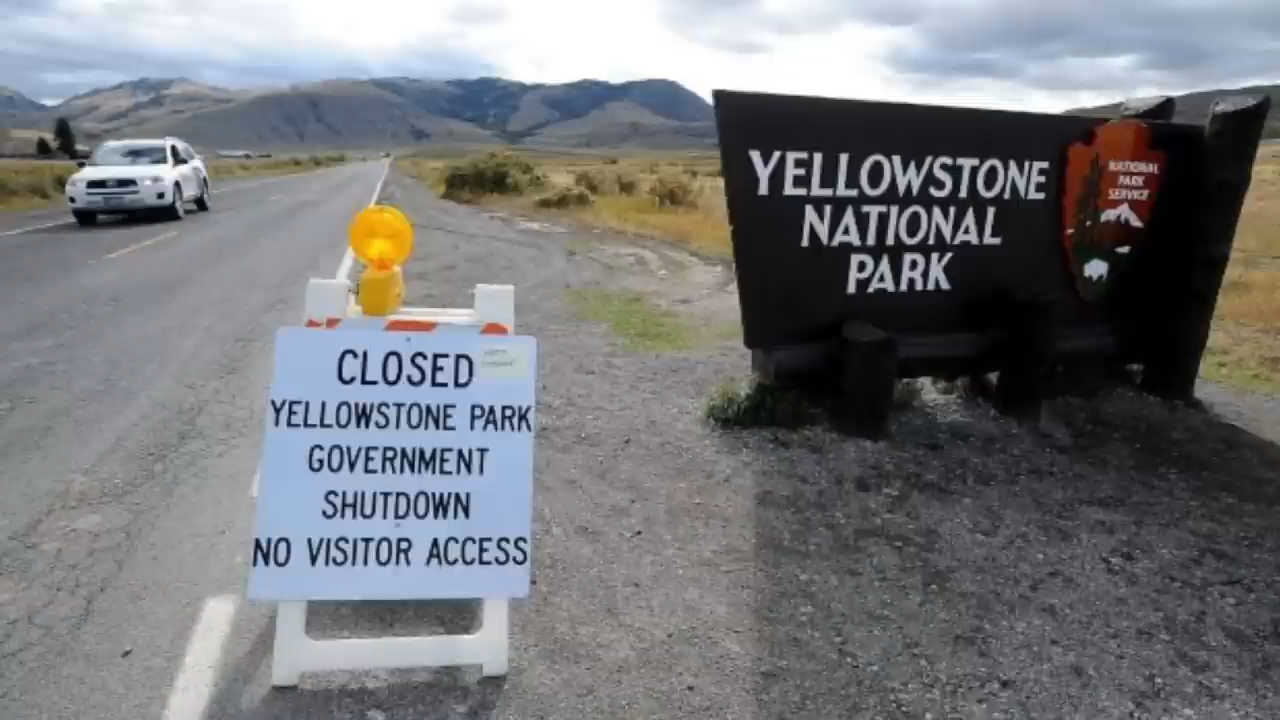 YELLOWSTONE
NATIONAL
PARK
NATIONAL
PARK
SERVICE
CLOSED
YELLOWSTONE PARK
GOVERNMENT
SHUTDOWN
NO VISITOR ACCESS